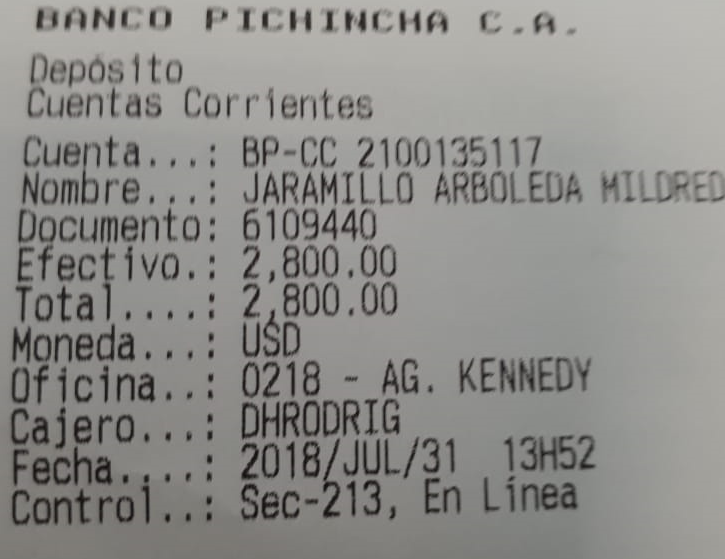 BANCO PICHINCHA C.A.
Depósito
Cuentas Corrientes
Cuenta...: BP-CC 2100135117
Nombre...: JARAMILLO ARBOLEDA MILDRED
Documento: 6109440
Efectivo.: 2,800.00
Total....: 2,800.00
Moneda...: USD
Oficina..: 0218 - AG. KENNEDY
Cajero...: DHRODRIG
Fecha....: 2018/JUL/31 13H52
Control..: Sec-213, En Línea